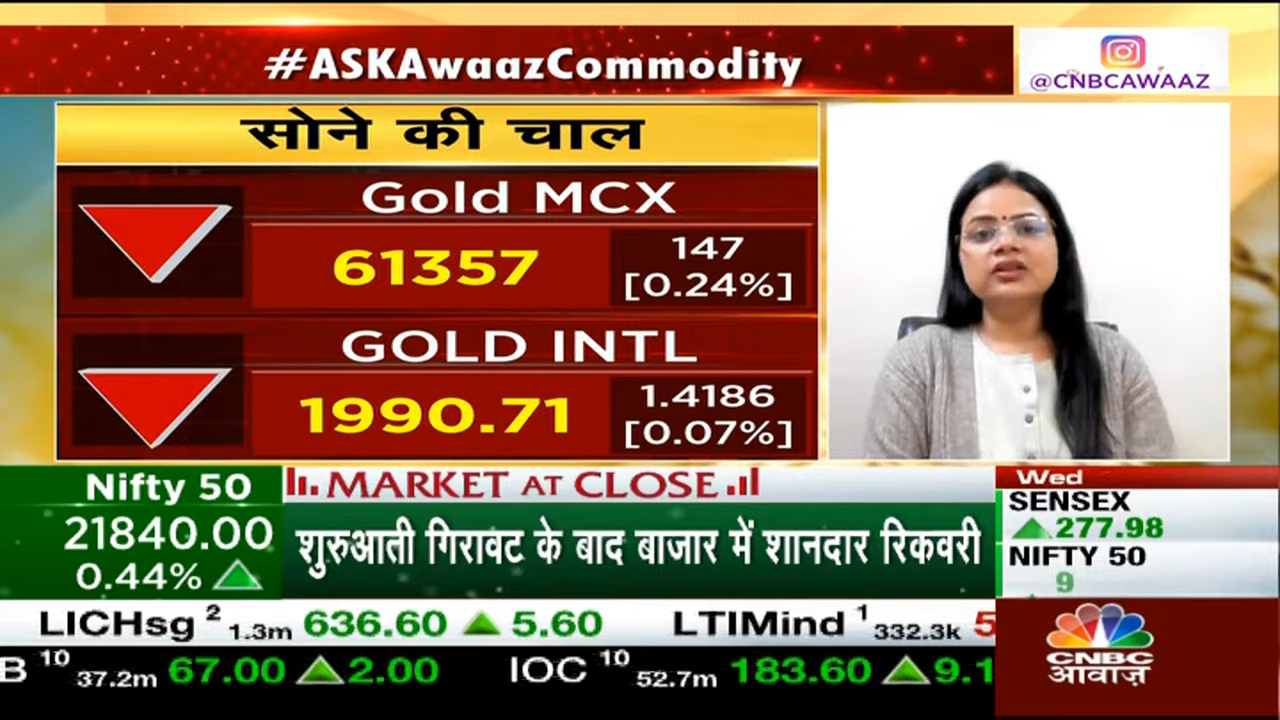 #ASKAwaazCommodity
@CNBCAWAAZ
सोने की चाल
Gold MCX
61357
147
[0.24%]
GOLD INTL
1990.71
1.4186
[0.07%]
Nifty 50
21840.00
0.44%
MARKET AT CLOSE
शुरुआती गिरावट के बाद बाजार में शानदार रिकवरी
Wed
SENSEX
277.98
NIFTY 50
9
LICHsg 2 1.3m 636.60 5.60 LTIMind 1 332.3k 5
B 10 37.2m 67.00 2.00 IOC 10 52.7m 183.60 9.1
CNBC
आवाज़